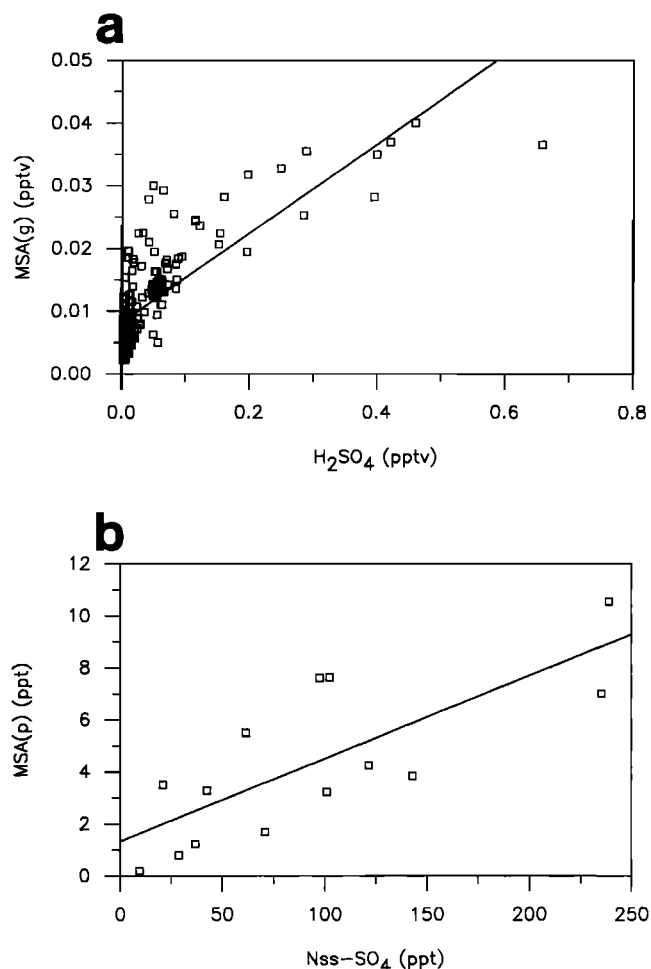 a
0.05
0.04
0.03
0.02
0.01
0.00
MSA(g) (pptv)
0.0 0.2 0.4 0.6 0.8
H₂SO₄ (pptv)
b
12
10
8
6
4
2
0
MSA(p) (ppt)
0 50 100 150 200 250
Nss-SO₄ (ppt)